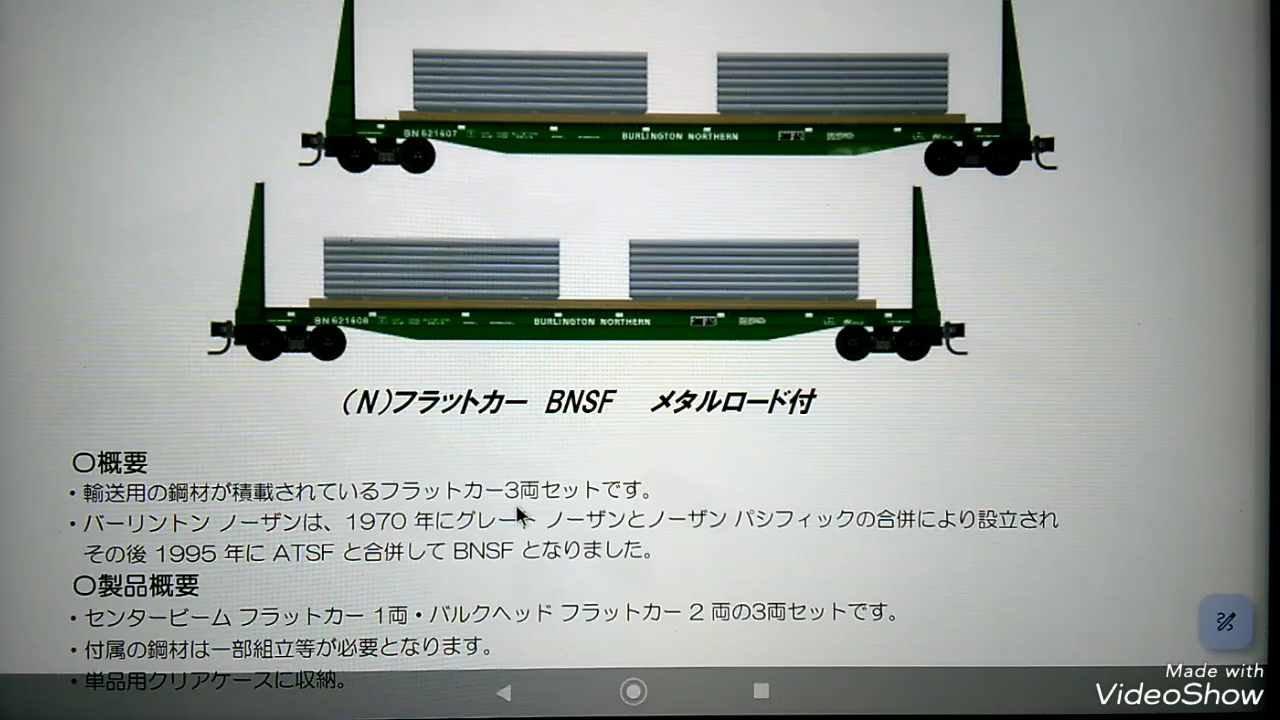 BN 621607 BURLINGTON NORTHERN
BN 621608 BURLINGTON NORTHERN
(N)フラットカー BNSF メタルロード付
〇概要
・輸送用の鋼材が積載されているフラットカー3両セットです。
・バーリントン ノーザンは、1970 年にグレート ノーザンとノーザン パシフィックの合併により設立され
その後 1995 年に ATSF と合併して BNSF となりました。
〇製品概要
・センタービーム フラットカー 1両・バルクヘッド フラットカー 2 両の3両セットです。
・付属の鋼材は一部組立等が必要となります。
・単品用クリアケースに収納。
Made with
VideoShow